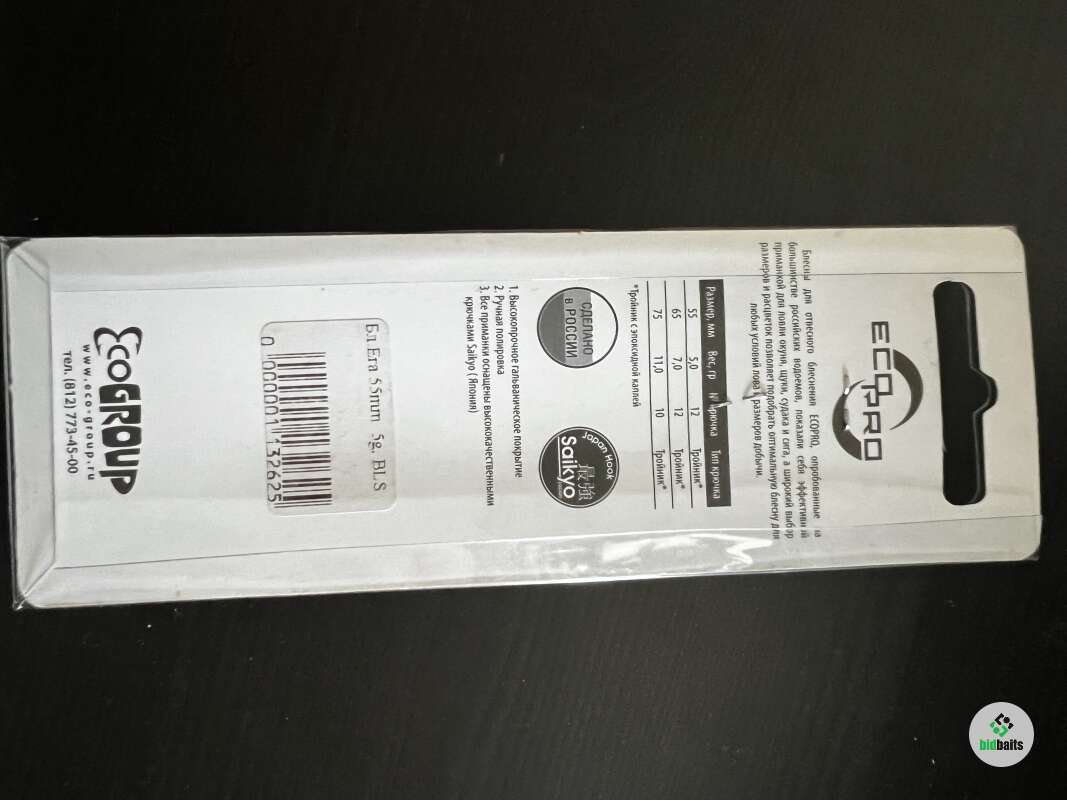 ECOPRO
Блесны для отвесного блеснения ECOPRO, опробованные на
большинстве российских водоемов, показали себя эффективной
приманкой для ловли окуня, щуки, судака и сига, а широкий выбор
размеров и расцветок позволяет подобрать оптимальную блесну для
любых условий лова и размеров добычи.
Размер, мм Вес, гр № крючка Тип крючка
55 5,0 12 Тройник*
65 7,0 12 Тройник*
75 11,0 10 Тройник*
*Тройник с эпоксидной каплей
СДЕЛАНО
В РОССИИ
Japan Hook
最強
Saikyo
1. Высокопрочное гальваническое покрытие
2. Ручная полировка
3. Все приманки оснащены высококачественными
крючками Saikyo (Япония)
Бл Era 55mm 5g. BLS
0 000001 132625
ECOGROUP
www.eco-group.ru
тел. (812) 773-45-00
bidbaits